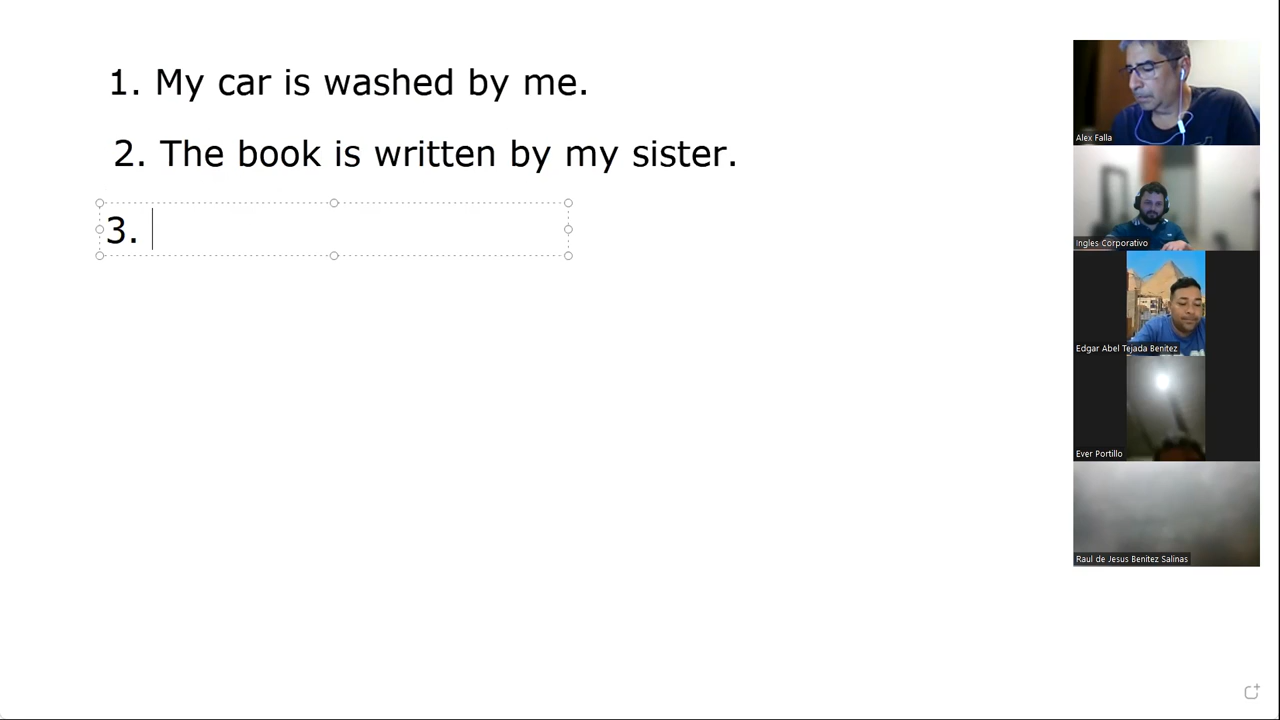 1. My car is washed by me.
2. The book is written by my sister.
3.
Alex Falla
Ingles Corporativo
Edgar Abel Tejada Benitez
Ever Portillo
Raul de Jesus Benitez Salinas